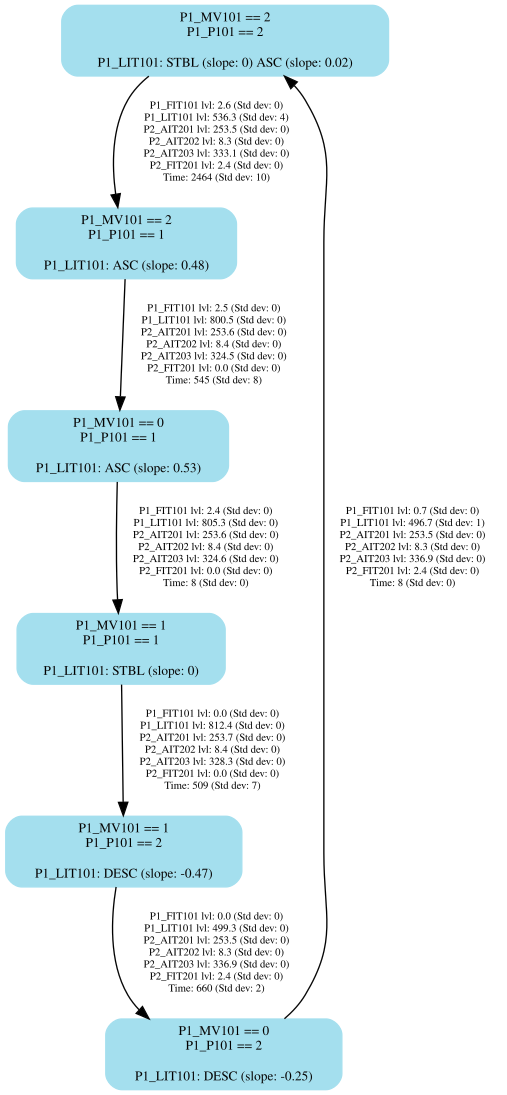 P1_MV101 == 2
P1_P101 == 2
P1_LIT101: STBL (slope: 0) ASC (slope: 0.02)
P1_FIT101 lvl: 2.6 (Std dev: 0)
P1_LIT101 lvl: 536.3 (Std dev: 4)
P2_AIT201 lvl: 253.5 (Std dev: 0)
P2_AIT202 lvl: 8.3 (Std dev: 0)
P2_AIT203 lvl: 333.1 (Std dev: 0)
P2_FIT201 lvl: 2.4 (Std dev: 0)
Time: 2464 (Std dev: 10)
P1_MV101 == 2
P1_P101 == 1
P1_LIT101: ASC (slope: 0.48)
P1_FIT101 lvl: 2.5 (Std dev: 0)
P1_LIT101 lvl: 800.5 (Std dev: 0)
P2_AIT201 lvl: 253.6 (Std dev: 0)
P2_AIT202 lvl: 8.4 (Std dev: 0)
P2_AIT203 lvl: 324.5 (Std dev: 0)
P2_FIT201 lvl: 0.0 (Std dev: 0)
Time: 545 (Std dev: 8)
P1_MV101 == 0
P1_P101 == 1
P1_LIT101: ASC (slope: 0.53)
P1_FIT101 lvl: 2.4 (Std dev: 0)
P1_LIT101 lvl: 805.3 (Std dev: 0)
P2_AIT201 lvl: 253.6 (Std dev: 0)
P2_AIT202 lvl: 8.4 (Std dev: 0)
P2_AIT203 lvl: 324.6 (Std dev: 0)
P2_FIT201 lvl: 0.0 (Std dev: 0)
Time: 8 (Std dev: 0)
P1_FIT101 lvl: 0.7 (Std dev: 0)
P1_LIT101 lvl: 496.7 (Std dev: 1)
P2_AIT201 lvl: 253.5 (Std dev: 0)
P2_AIT202 lvl: 8.3 (Std dev: 0)
P2_AIT203 lvl: 336.9 (Std dev: 0)
P2_FIT201 lvl: 2.4 (Std dev: 0)
Time: 8 (Std dev: 0)
P1_MV101 == 1
P1_P101 == 1
P1_LIT101: STBL (slope: 0)
P1_FIT101 lvl: 0.0 (Std dev: 0)
P1_LIT101 lvl: 812.4 (Std dev: 0)
P2_AIT201 lvl: 253.7 (Std dev: 0)
P2_AIT202 lvl: 8.4 (Std dev: 0)
P2_AIT203 lvl: 328.3 (Std dev: 0)
P2_FIT201 lvl: 0.0 (Std dev: 0)
Time: 509 (Std dev: 7)
P1_MV101 == 1
P1_P101 == 2
P1_LIT101: DESC (slope: -0.47)
P1_FIT101 lvl: 0.0 (Std dev: 0)
P1_LIT101 lvl: 499.3 (Std dev: 0)
P2_AIT201 lvl: 253.5 (Std dev: 0)
P2_AIT202 lvl: 8.3 (Std dev: 0)
P2_AIT203 lvl: 336.9 (Std dev: 0)
P2_FIT201 lvl: 2.4 (Std dev: 0)
Time: 660 (Std dev: 2)
P1_MV101 == 0
P1_P101 == 2
P1_LIT101: DESC (slope: -0.25)